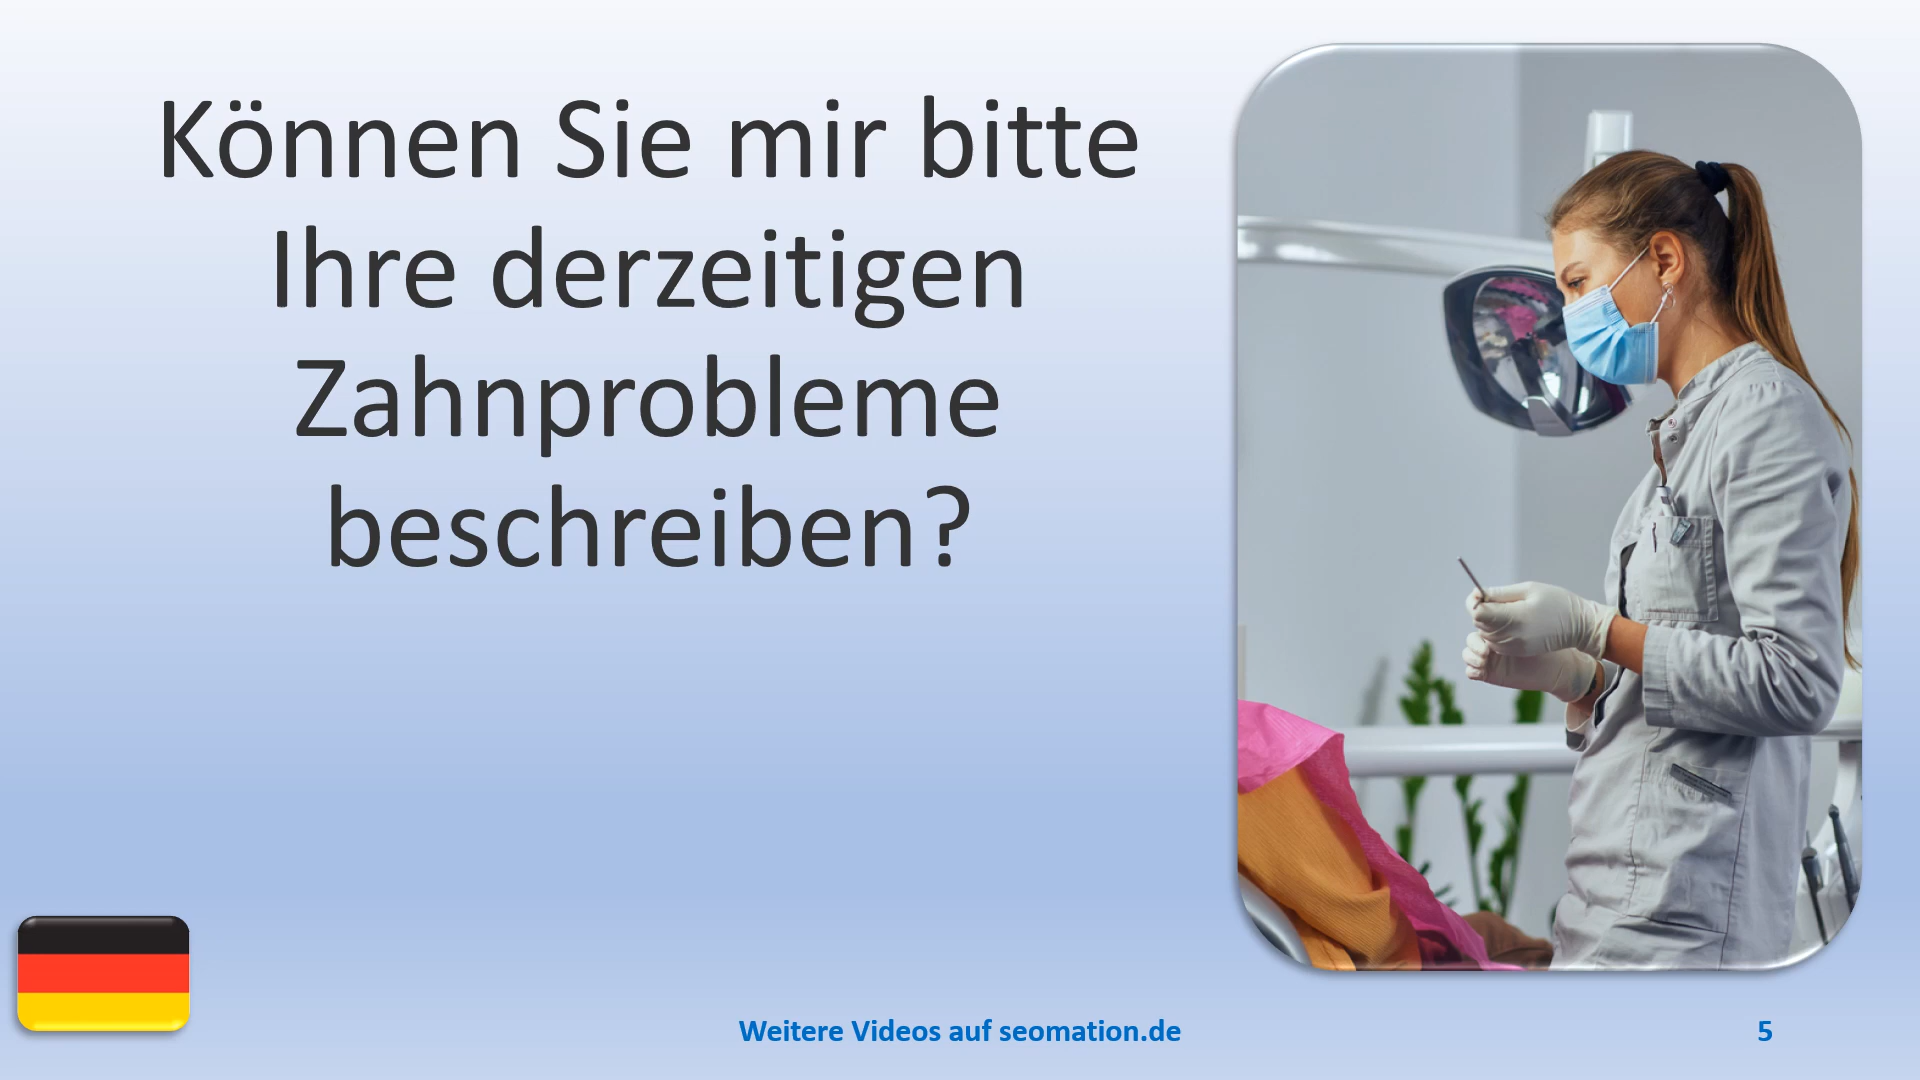 Können Sie mir bitte
Ihre derzeitigen
Zahnprobleme
beschreiben?
Weitere Videos auf seomation.de
5